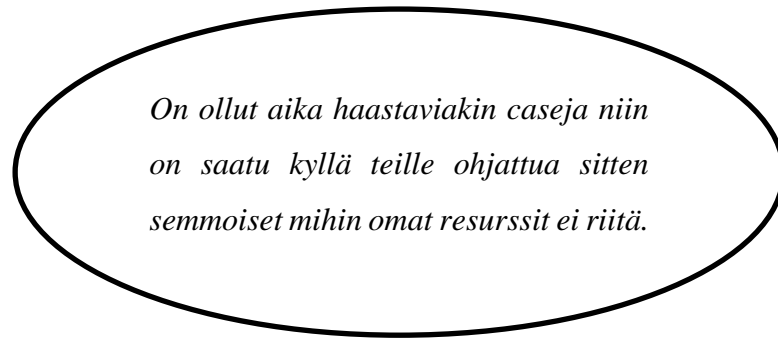 On ollut aika haastaviakin caseja niin
on saatu kyllä teille ohjattua sitten
semmoiset mihin omat resurssit ei riitä.